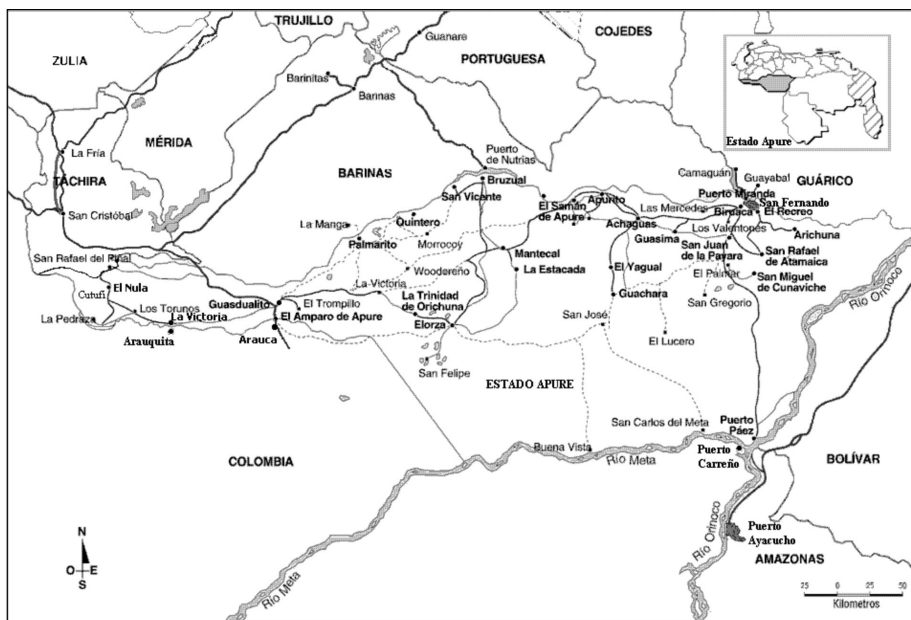 TRUJILLO
COJEDES
Guanare
ZULIA
PORTUGUESA
Barinitas
Barinas
Estado Apure
MÉRIDA
La Fría
Puerto
de Nutrias
Camaguán
Guayabal
GUÁRICO
TÁCHIRA
BARINAS
Bruzual
Puerto Miranda
San Vicente
Apurito
San Fernando
El Samán
de Apure
Las Mercedes
Biruaca
El Recreo
San Cristóbal
Quintero
La Manga
Achaguas
Los Valentones
Arichuna
Palmarito
Morrocoy
Guasima
San Juan
de la Payara
Mantecal
San Rafael
de Atamaica
San Rafael del Piñal
Woodereño
La Estacada
El Yagual
El Palmar
San Miguel
de Cunaviche
Cutufí
El Nula
La Victoria
Guachara
San Gregorio
Guasdualito
El Trompillo
La Trinidad
de Orichuna
Los Torunos
La Pedraza
La Victoria
El Amparo de Apure
Elorza
San José
Río Orinoco
Arauquita
Arauca
El Lucero
San Felipe
ESTADO APURE
San Carlos del Meta
Puerto
Páez
Buena Vista
Río Meta
Puerto
Carreño
BOLÍVAR
COLOMBIA
Río Orinoco
Puerto
Ayacucho
N
O
E
S
AMAZONAS
Río Meta
25 0 25 50
Kilometros